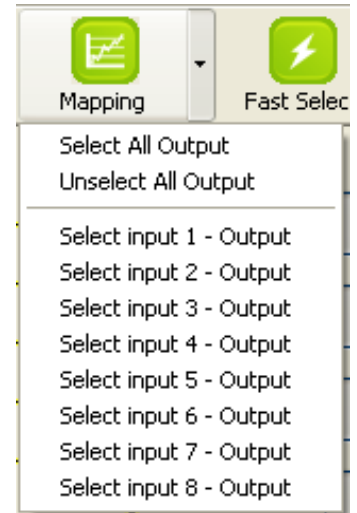 Mapping
Fast Selec
Select All Output
Unselect All Output
Select input 1 - Output
Select input 2 - Output
Select input 3 - Output
Select input 4 - Output
Select input 5 - Output
Select input 6 - Output
Select input 7 - Output
Select input 8 - Output